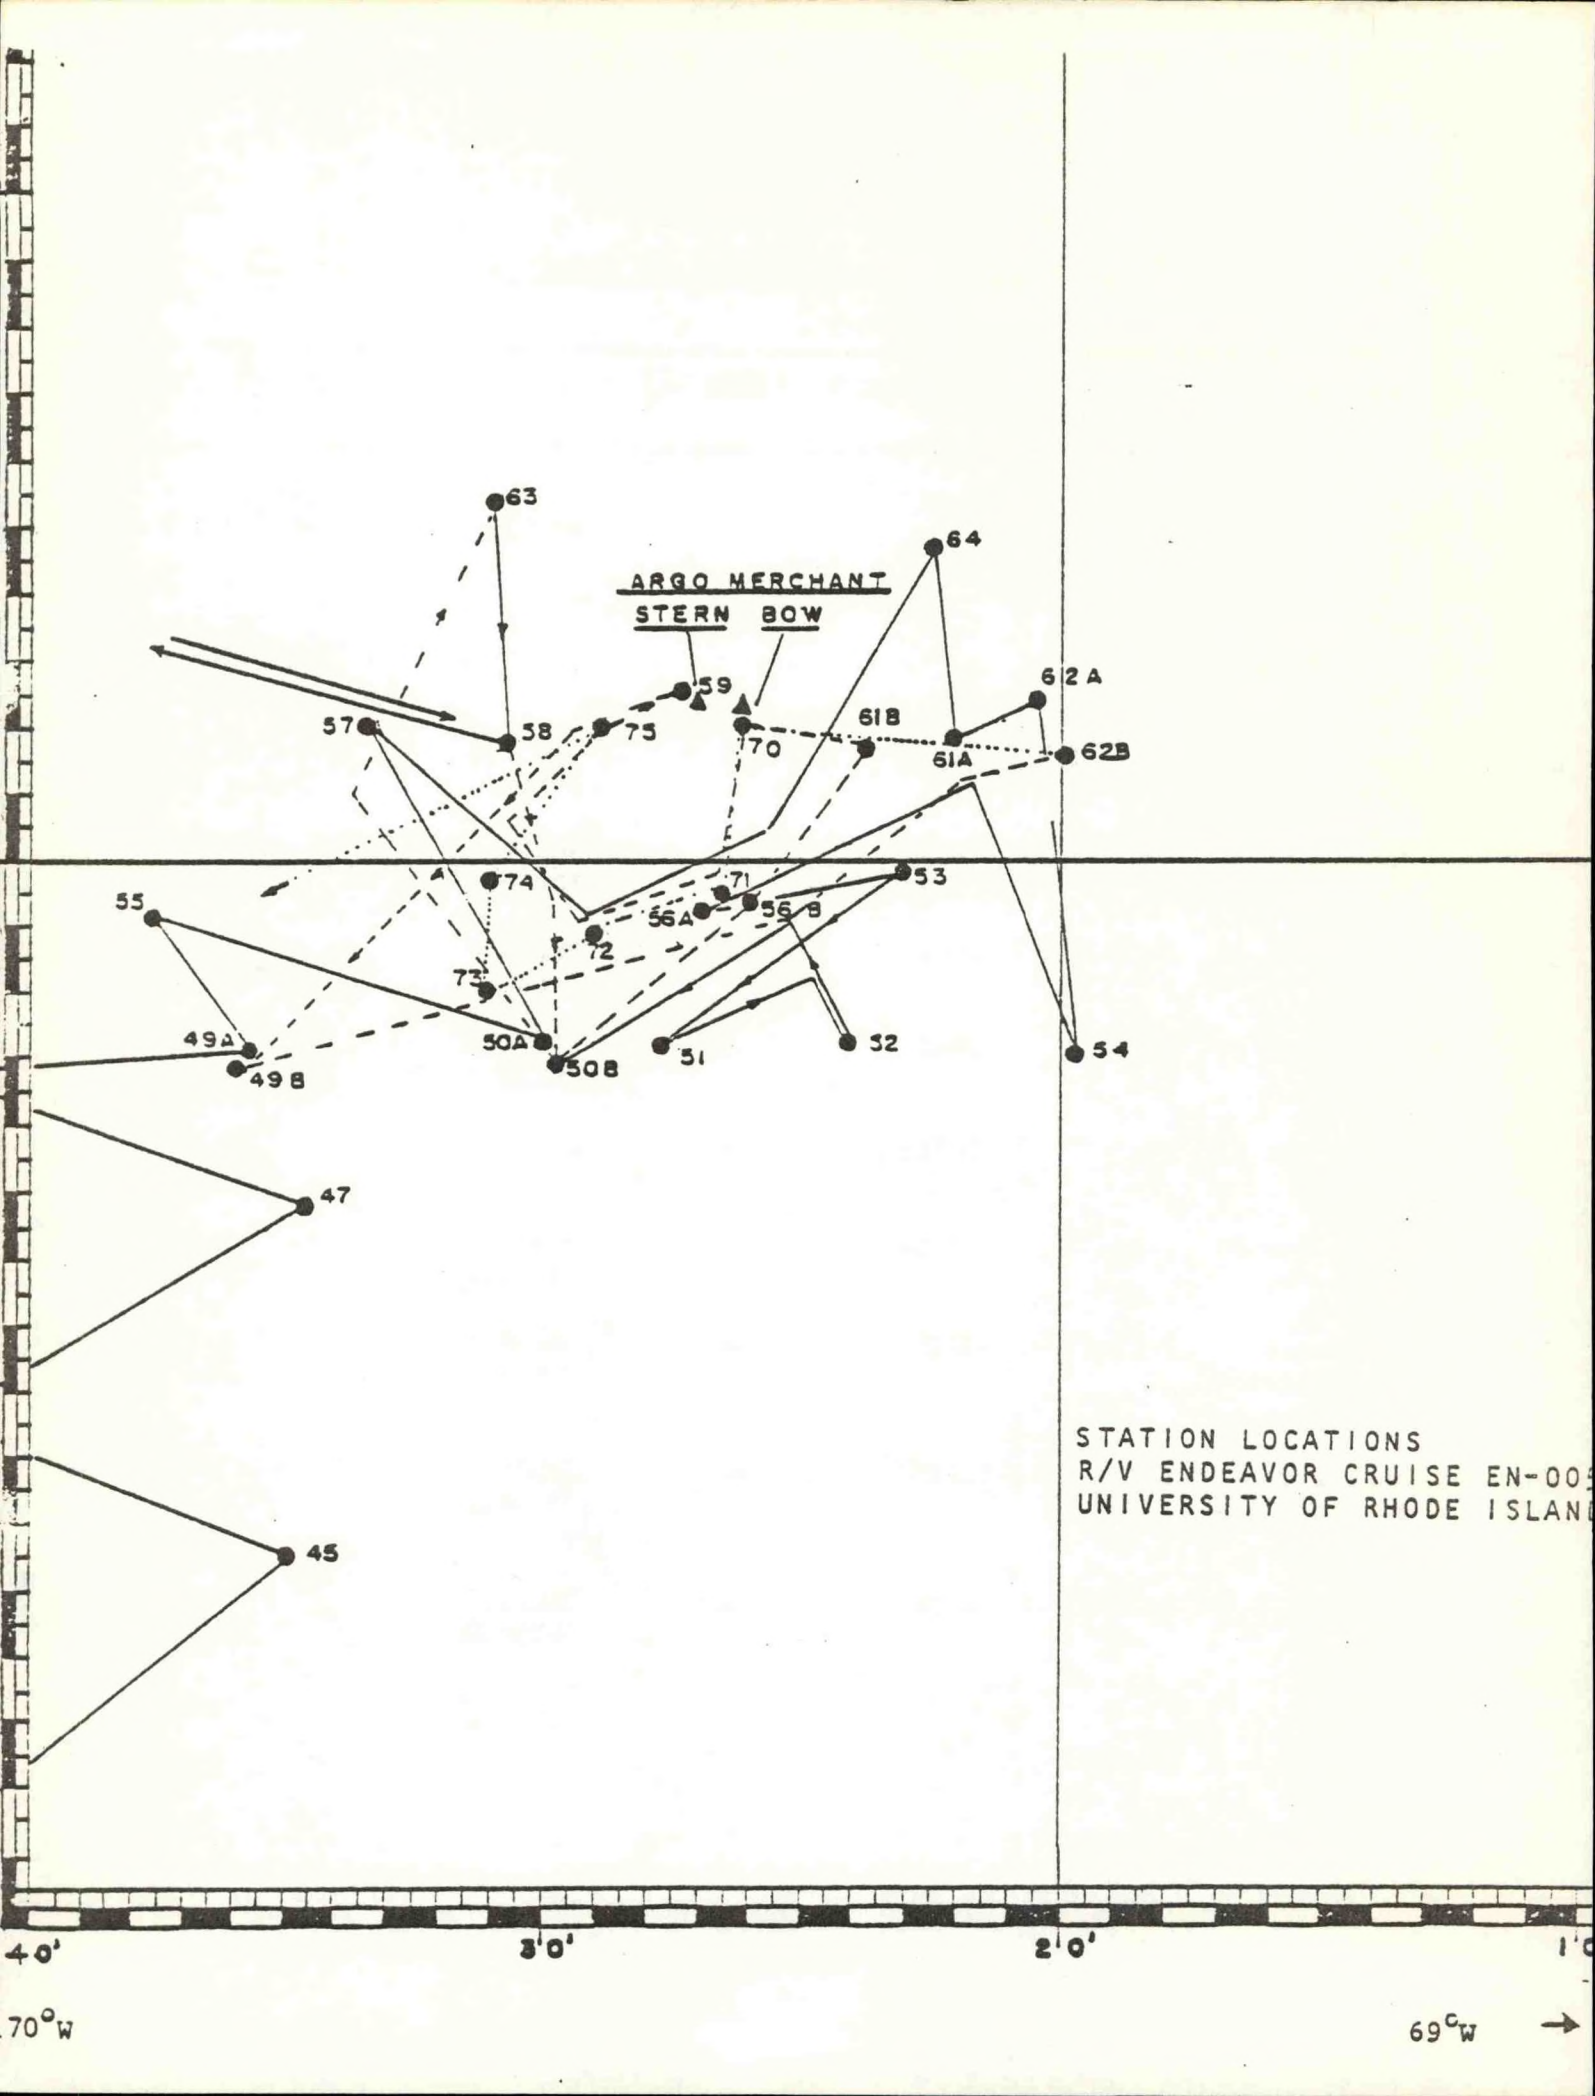 63
64
ARGO MERCHANT
STERN BOW
59
62A
57
58
75
70
61B
61A
62B
74
71
53
55
56A
56 B
72
73
49A
50A
51
52
54
49B
50B
47
STATION LOCATIONS
R/V ENDEAVOR CRUISE EN-00
UNIVERSITY OF RHODE ISLAN
45
40' 30' 20'
70°W 69°W